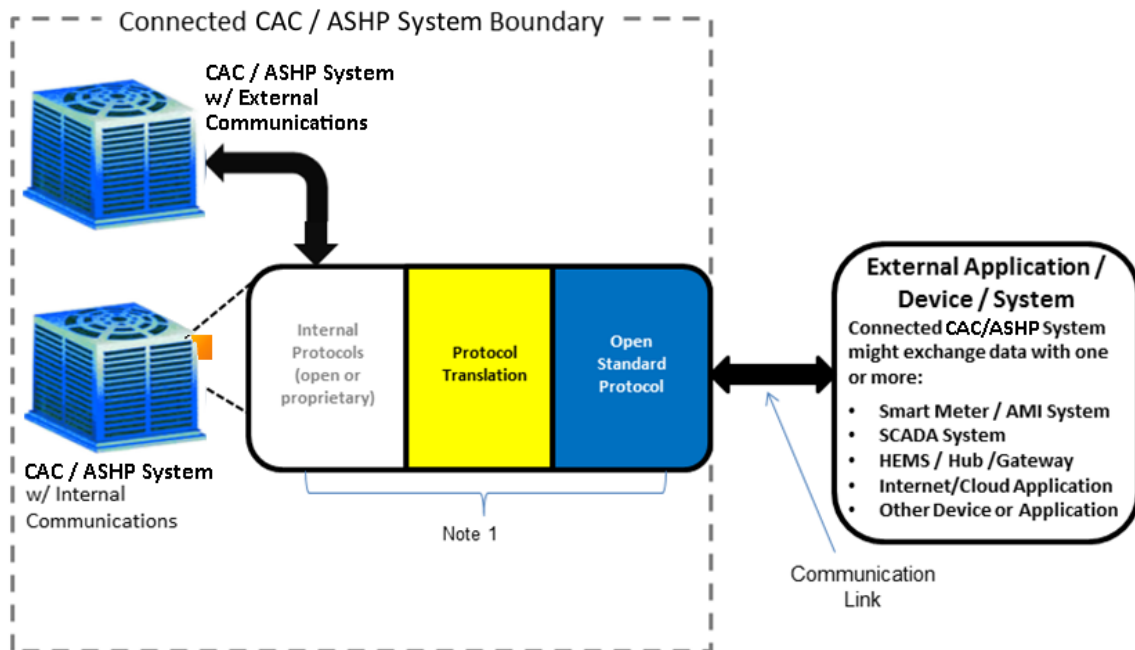 Connected CAC / ASHP System Boundary
CAC / ASHP System
w/ External
Communications
CAC / ASHP System
w/ Internal
Communications
Internal
Protocols
(open or
proprietary)
Protocol
Translation
Open
Standard
Protocol
Note 1
Communication
Link
External Application /
Device / System
Connected CAC/ASHP System
might exchange data with one
or more:
• Smart Meter / AMI System
• SCADA System
• HEMS / Hub /Gateway
• Internet/Cloud Application
• Other Device or Application